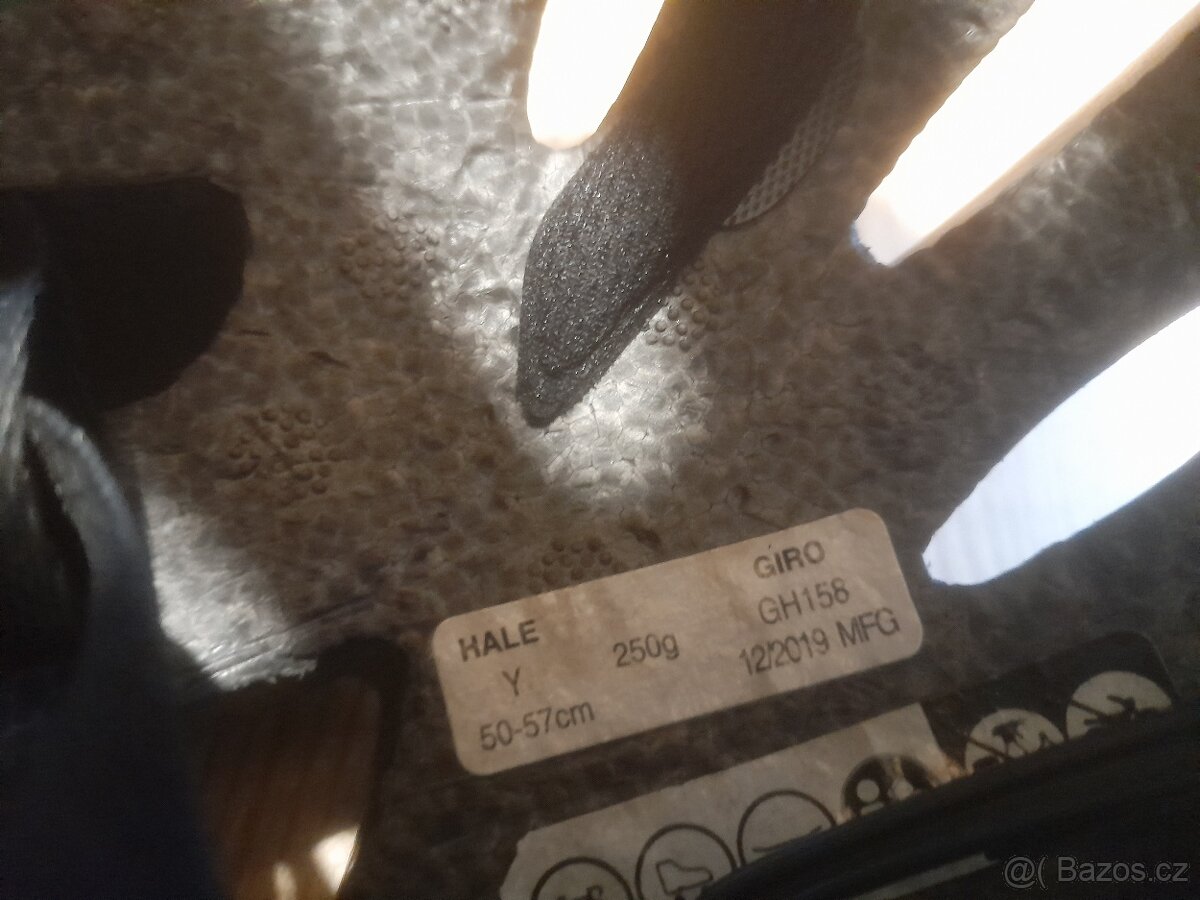 HALE
Y
50-57cm
250g
GIRO
GH158
12/2019 MFG
@( Bazos.cz